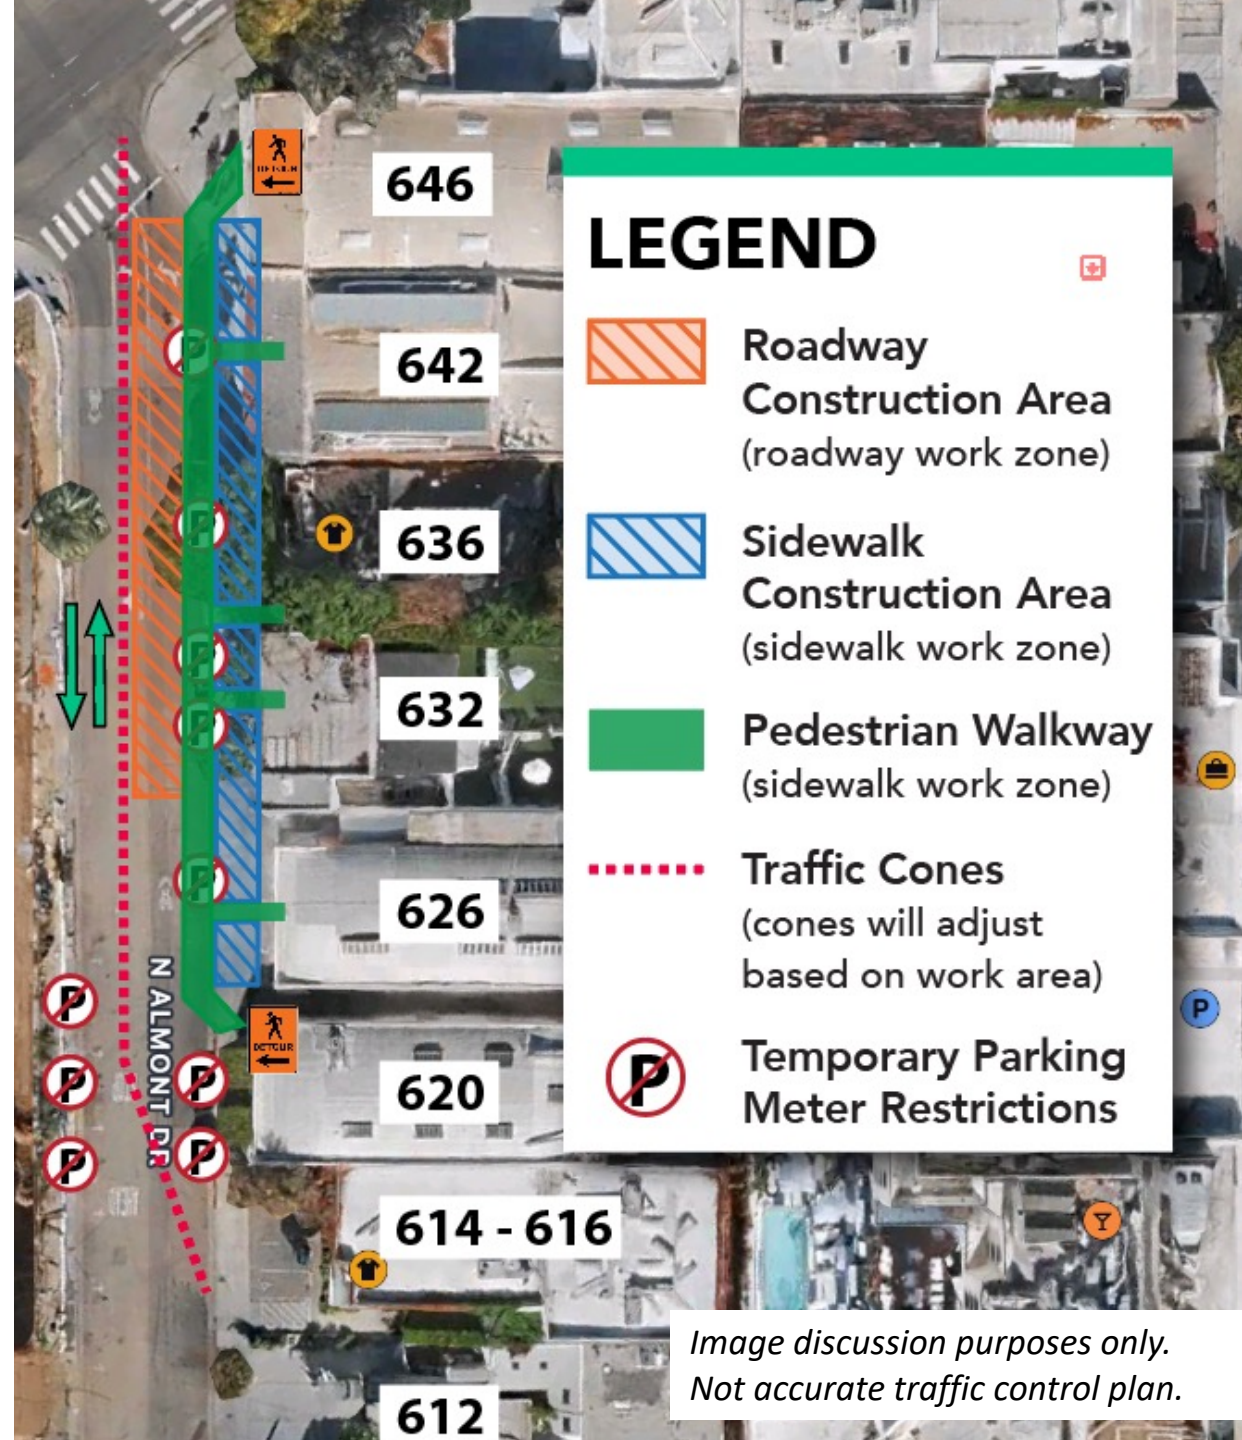 DETOUR
646
642
636
632
626
620
614 - 616
612
N ALMONT DR
DETOUR
P
P
P
P
P
P
P
P
P
P
LEGEND
Roadway
Construction Area
(roadway work zone)
Sidewalk
Construction Area
(sidewalk work zone)
Pedestrian Walkway
(sidewalk work zone)
Traffic Cones
(cones will adjust
based on work area)
P
Temporary Parking
Meter Restrictions
P
Image discussion purposes only.
Not accurate traffic control plan.